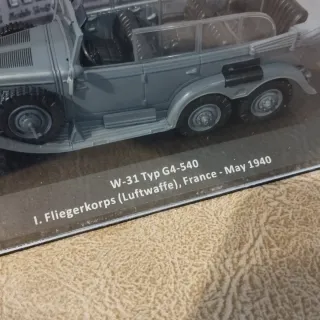 W-31 Typ G4-540
I. Fliegerkorps (Luftwaffe), France - May 1940